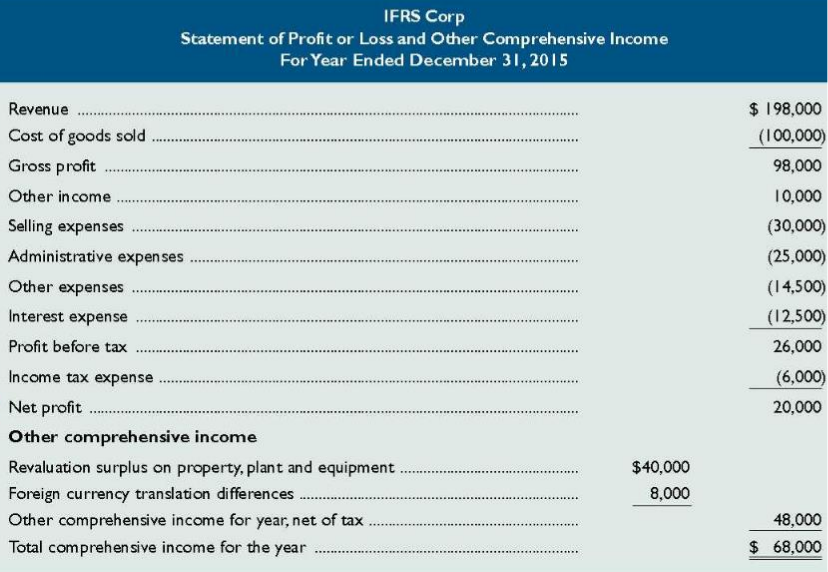 IFRS Corp
Statement of Profit or Loss and Other Comprehensive Income
For Year Ended December 31, 2015
Revenue ........ $ 198,000
Cost of goods sold ........ (100,000)
Gross profit ........ 98,000
Other income ........ 10,000
Selling expenses ........ (30,000)
Administrative expenses ........ (25,000)
Other expenses ........ (14,500)
Interest expense ........ (12,500)
Profit before tax ........ 26,000
Income tax expense ........ (6,000)
Net profit ........ 20,000
Other comprehensive income
Revaluation surplus on property, plant and equipment ........ $40,000
Foreign currency translation differences ........ 8,000
Other comprehensive income for year, net of tax ........ 48,000
Total comprehensive income for the year ........ $ 68,000